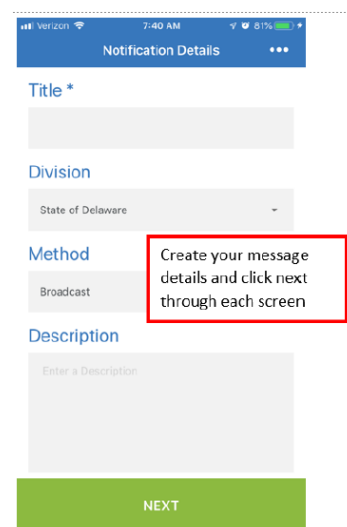 Verizon 7:40 AM 81%
Notification Details
Title *
Division
State of Delaware
Method
Broadcast
Create your message
details and click next
through each screen
Description
Enter a Description
NEXT